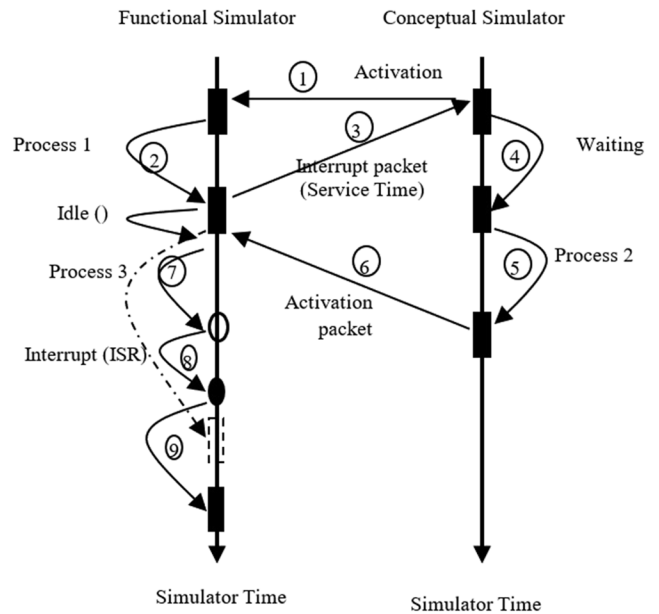 Functional Simulator
Conceptual Simulator
1
Activation
Process 1
2
3
4
Waiting
Interrupt packet
(Service Time)
Idle ()
Process 3
7
6
5
Process 2
Activation
packet
Interrupt (ISR)
8
9
Simulator Time
Simulator Time